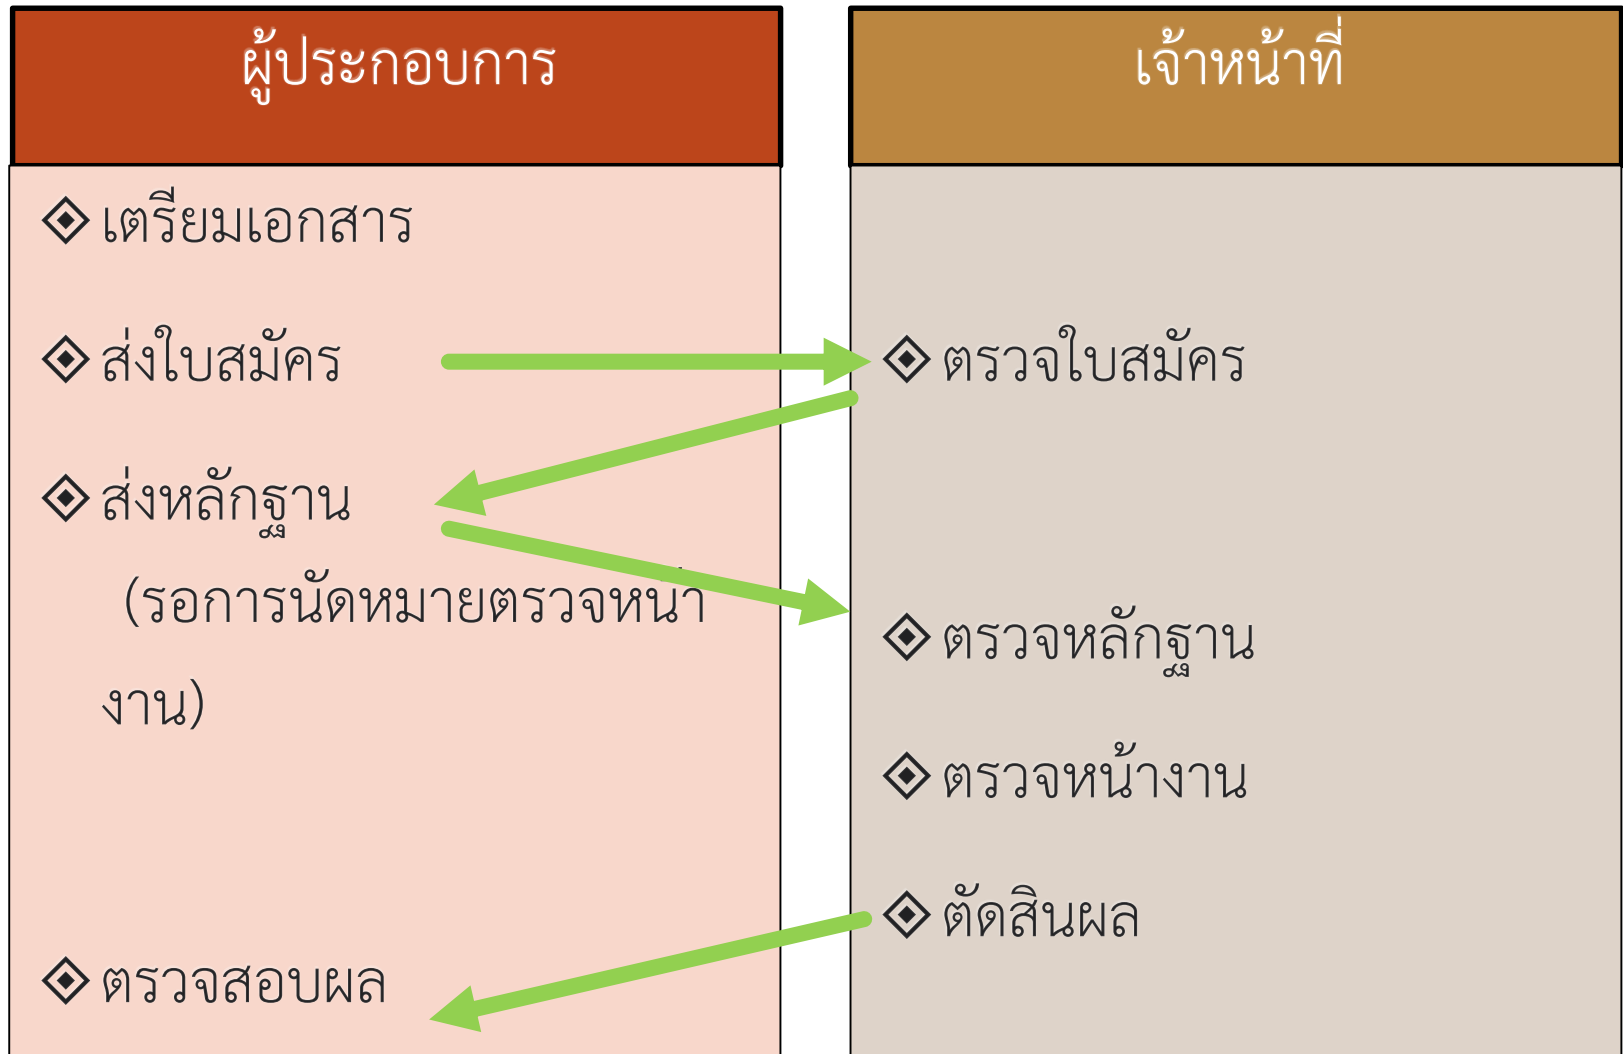 ผู้ประกอบการ
เตรียมเอกสาร
ส่งใบสมัคร
ส่งหลักฐาน
(รอการนัดหมายตรวจหน้า
งาน)
ตรวจสอบผล
เจ้าหน้าที่
ตรวจใบสมัคร
ตรวจหลักฐาน
ตรวจหน้างาน
ตัดสินผล